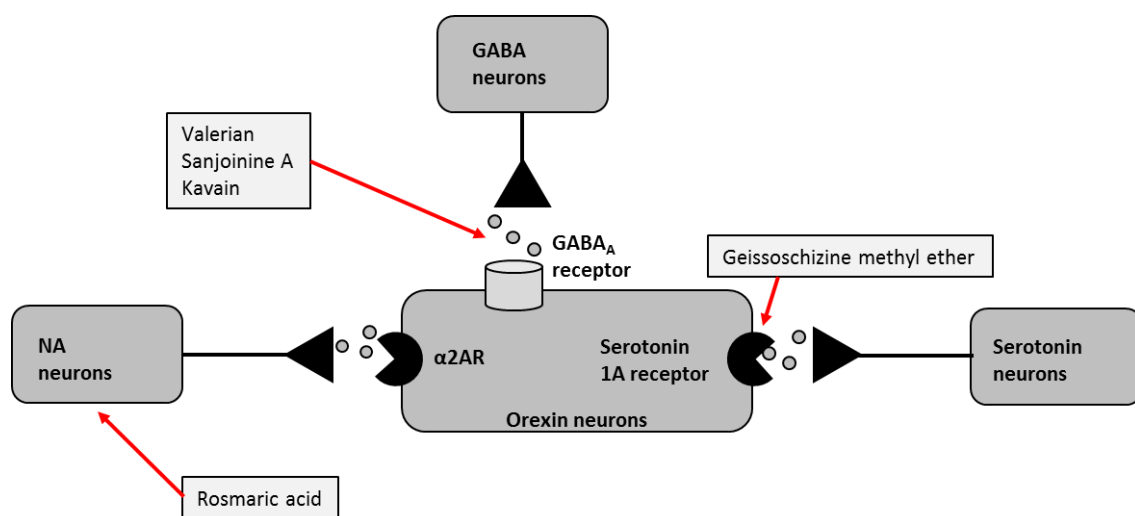 GABA
neurons
Valerian
Sanjoinine A
Kavain
GABAA
receptor
Geissoschizine methyl ether
NA
neurons
α2AR
Serotonin
1A receptor
Serotonin
neurons
Orexin neurons
Rosmaric acid